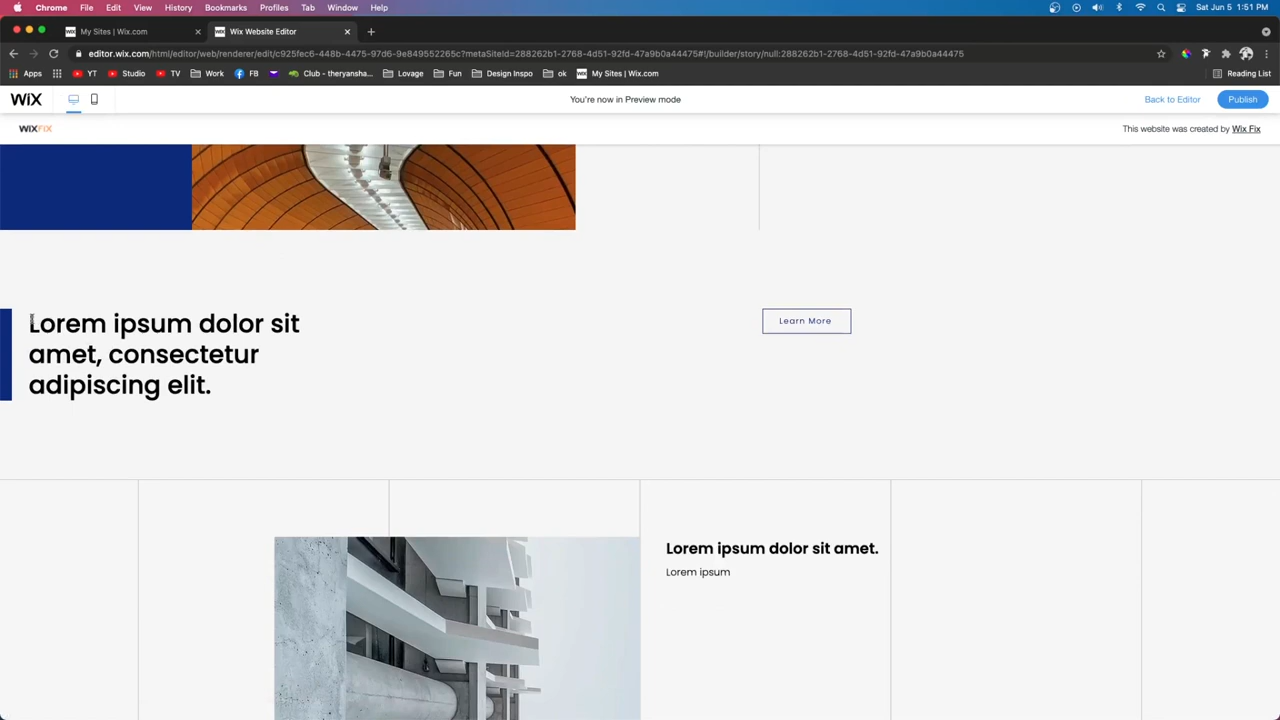 Chrome File Edit View History Bookmarks Profiles Tab Window Help Sat Jun 5 1:51 PM
WiX My Sites | Wix.com WiX Wix Website Editor
editor.wix.com/html/editor/web/renderer/edit/c925fec6-448b-4475-97d6-9e849552265c?metaSiteId=288262b1-2768-4d51-92fd-47a9b0a44475#!/builder/story/null:288262b1-2768-4d51-92fd-47a9b0a44475
Apps YT Studio TV Work FB Club - theryansha... Lovage Fun Design Inspo ok WiX My Sites | Wix.com Reading List
WiX You're now in Preview mode Back to Editor Publish
WIXFIX This website was created by Wix Fix
Lorem ipsum dolor sit
amet, consectetur
adipiscing elit.
Learn More
Lorem ipsum dolor sit amet.
Lorem ipsum